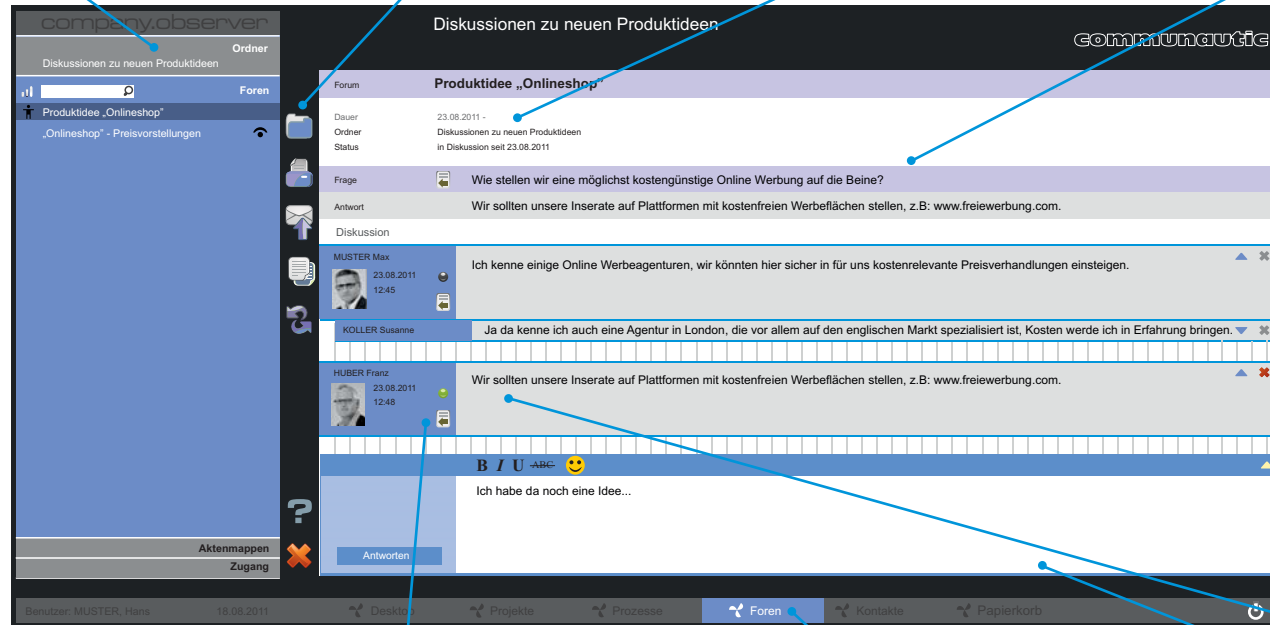 company.observer
Ordner
Diskussionen zu neuen Produktideen
Foren
Produktidee „Onlineshop”
„Onlineshop” - Preisvorstellungen
Aktenmappen
Zugang
Diskussionen zu neuen Produktideen
communautic
Forum Produktidee „Onlineshop”
Dauer 23.08.2011 -
Ordner Diskussionen zu neuen Produktideen
Status in Diskussion seit 23.08.2011
Frage Wie stellen wir eine möglichst kostengünstige Online Werbung auf die Beine?
Antwort Wir sollten unsere Inserate auf Plattformen mit kostenfreien Werbeflächen stellen, z.B: www.freiewerbung.com.
Diskussion
MUSTER Max
23.08.2011
12:45
Ich kenne einige Online Werbeagenturen, wir könnten hier sicher in für uns kostenrelevante Preisverhandlungen einsteigen.
KOLLER Susanne Ja da kenne ich auch eine Agentur in London, die vor allem auf den englischen Markt spezialisiert ist, Kosten werde ich in Erfahrung bringen.
HUBER Franz
23.08.2011
12:48
Wir sollten unsere Inserate auf Plattformen mit kostenfreien Werbeflächen stellen, z.B: www.freiewerbung.com.
B I U ABC
Ich habe da noch eine Idee...
Antworten
Benutzer: MUSTER, Hans 18.08.2011 Desktop Projekte Prozesse Foren Kontakte Papierkorb